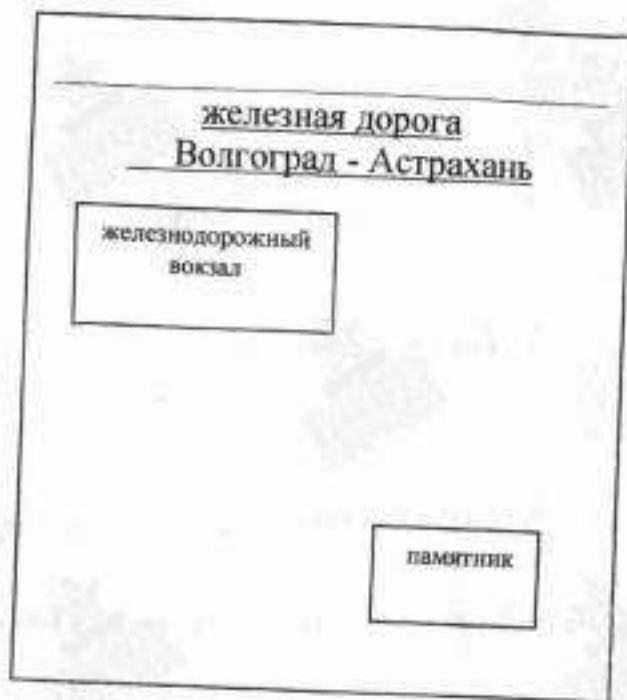 железная дорога
Волгоград - Астрахань
железнодорожный
вокзал
памятник